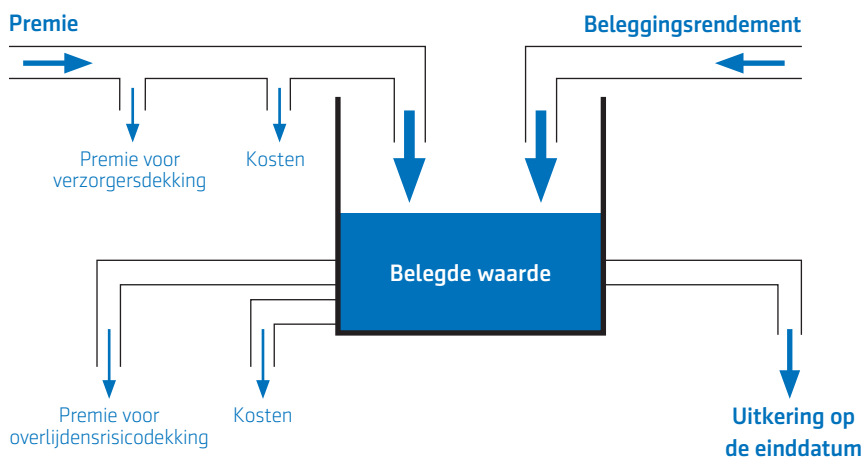 Premie
Beleggingsrendement
Premie voor
verzorgersdekking
Kosten
Belegde waarde
Premie voor
overlijdensrisicodekking
Kosten
Uitkering op
de einddatum